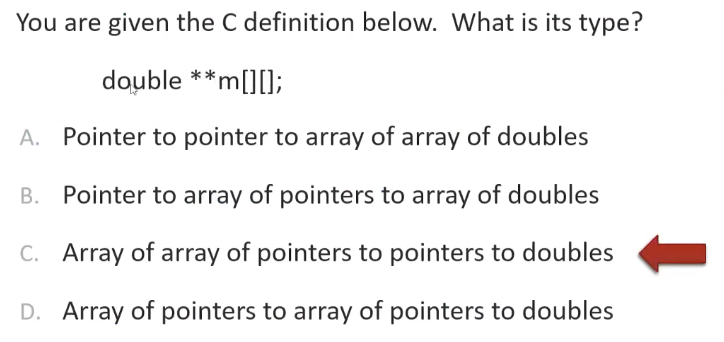 You are given the C definition below.  What is its type?
double **m[][];
A. Pointer to pointer to array of array of doubles
B. Pointer to array of pointers to array of doubles
C. Array of array of pointers to pointers to doubles
D. Array of pointers to array of pointers to doubles